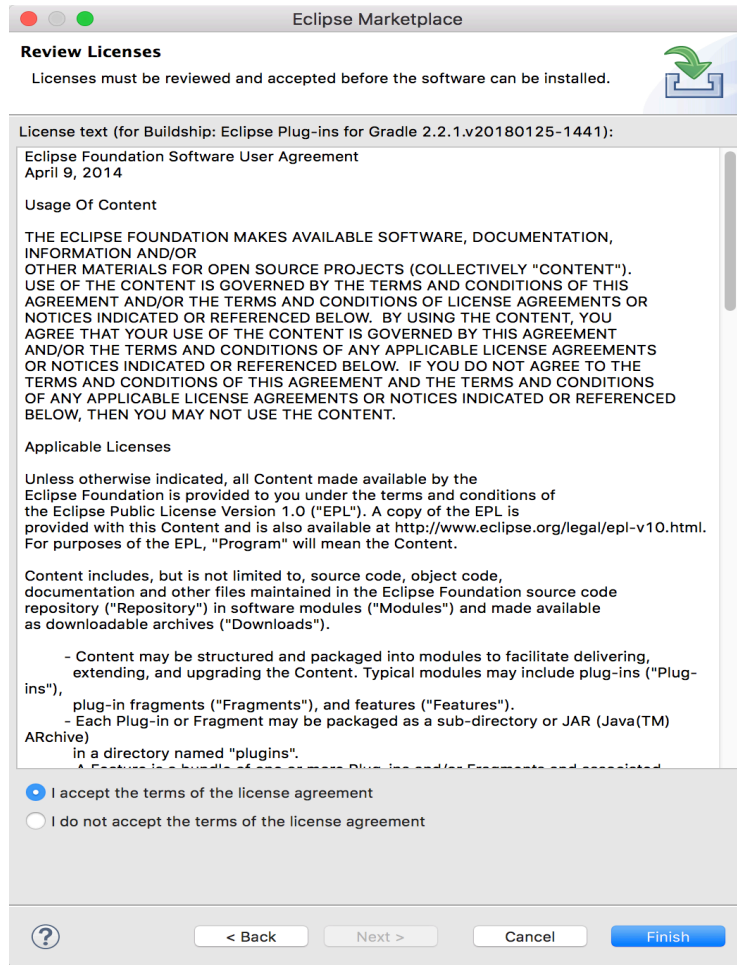 Eclipse Marketplace
Review Licenses
Licenses must be reviewed and accepted before the software can be installed.
License text (for Buildship: Eclipse Plug-ins for Gradle 2.2.1.v20180125-1441):
Eclipse Foundation Software User Agreement
April 9, 2014
Usage Of Content
THE ECLIPSE FOUNDATION MAKES AVAILABLE SOFTWARE, DOCUMENTATION,
INFORMATION AND/OR
OTHER MATERIALS FOR OPEN SOURCE PROJECTS (COLLECTIVELY "CONTENT").
USE OF THE CONTENT IS GOVERNED BY THE TERMS AND CONDITIONS OF THIS
AGREEMENT AND/OR THE TERMS AND CONDITIONS OF LICENSE AGREEMENTS OR
NOTICES INDICATED OR REFERENCED BELOW.  BY USING THE CONTENT, YOU
AGREE THAT YOUR USE OF THE CONTENT IS GOVERNED BY THIS AGREEMENT
AND/OR THE TERMS AND CONDITIONS OF ANY APPLICABLE LICENSE AGREEMENTS
OR NOTICES INDICATED OR REFERENCED BELOW.  IF YOU DO NOT AGREE TO THE
TERMS AND CONDITIONS OF THIS AGREEMENT AND THE TERMS AND CONDITIONS
OF ANY APPLICABLE LICENSE AGREEMENTS OR NOTICES INDICATED OR REFERENCED
BELOW, THEN YOU MAY NOT USE THE CONTENT.
Applicable Licenses
Unless otherwise indicated, all Content made available by the
Eclipse Foundation is provided to you under the terms and conditions of
the Eclipse Public License Version 1.0 ("EPL"). A copy of the EPL is
provided with this Content and is also available at http://www.eclipse.org/legal/epl-v10.html.
For purposes of the EPL, "Program" will mean the Content.
Content includes, but is not limited to, source code, object code,
documentation and other files maintained in the Eclipse Foundation source code
repository ("Repository") in software modules ("Modules") and made available
as downloadable archives ("Downloads").
- Content may be structured and packaged into modules to facilitate delivering,
extending, and upgrading the Content. Typical modules may include plug-ins ("Plug-
ins"),
plug-in fragments ("Fragments"), and features ("Features").
- Each Plug-in or Fragment may be packaged as a sub-directory or JAR (Java(TM)
ARchive)
in a directory named "plugins".
- A Feature is a bundle of one or more Plug-ins and/or Fragments and associated
I accept the terms of the license agreement
I do not accept the terms of the license agreement
?
< Back
Next >
Cancel
Finish